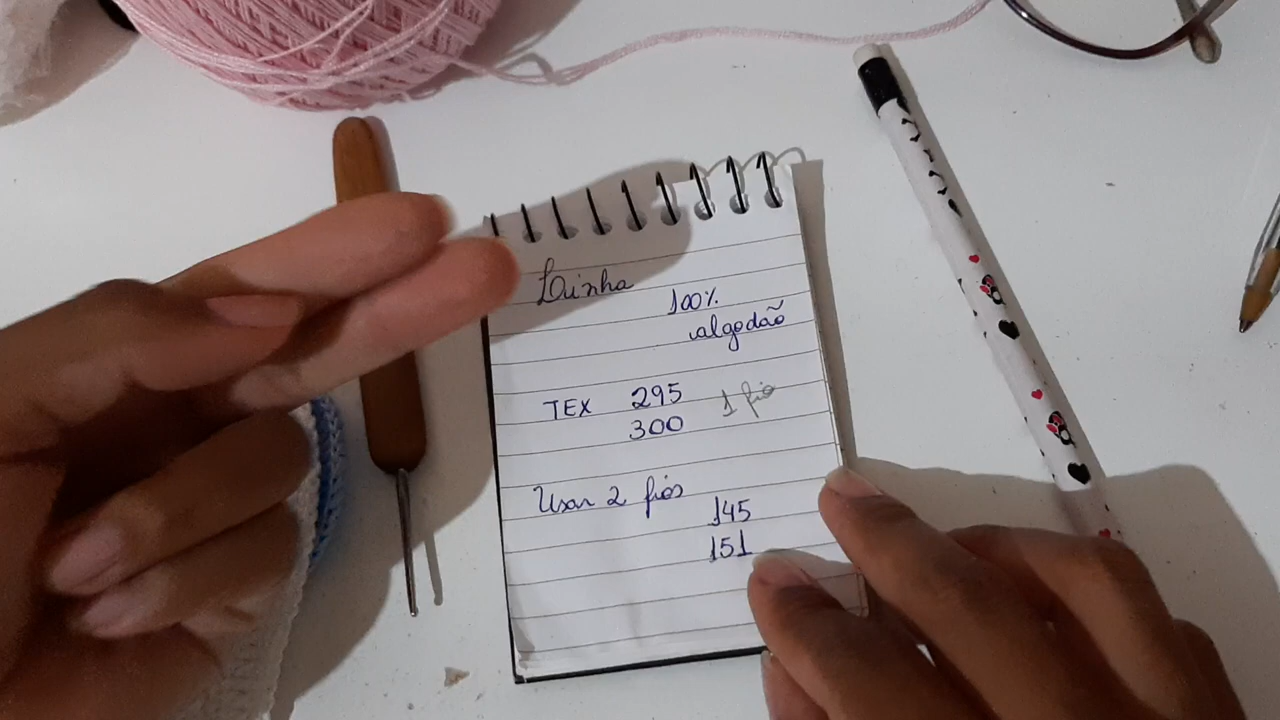 Linha
100%
algodão
TEX 295 1 fio
300
Usar 2 fios
145
151